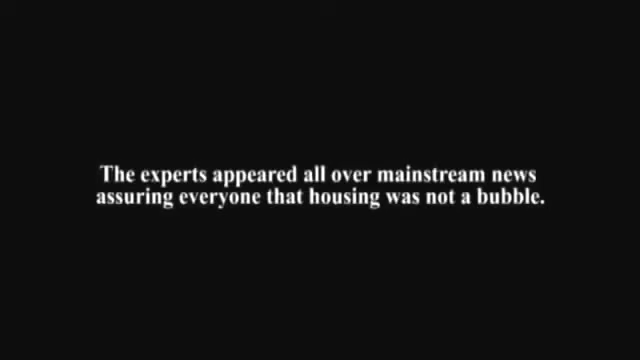 The experts appeared all over mainstream news
assuring everyone that housing was not a bubble.